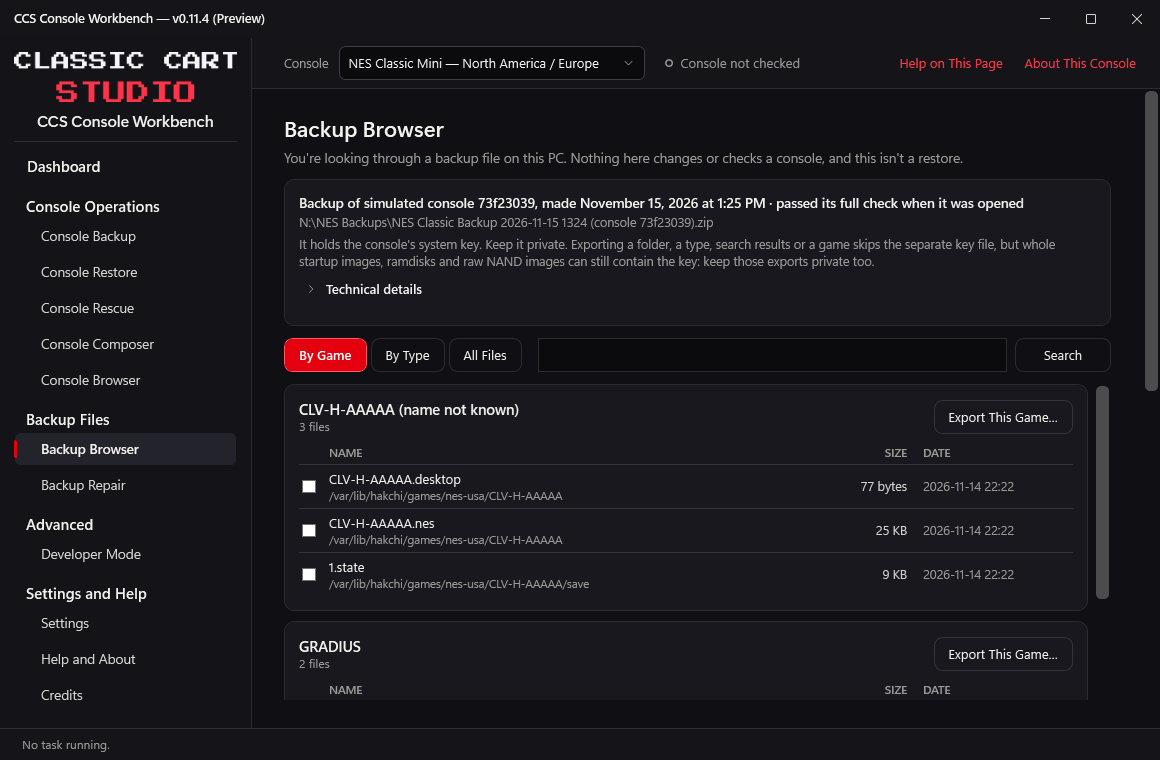 CCS Console Workbench — v0.11.4 (Preview)
CLASSIC CART
STUDIO
CCS Console Workbench
Dashboard
Console Operations
Console Backup
Console Restore
Console Rescue
Console Composer
Console Browser
Backup Files
Backup Browser
Backup Repair
Advanced
Developer Mode
Settings and Help
Settings
Help and About
Credits
Console
NES Classic Mini — North America / Europe
Console not checked
Help on This Page
About This Console
Backup Browser
You're looking through a backup file on this PC. Nothing here changes or checks a console, and this isn't a restore.
Backup of simulated console 73f23039, made November 15, 2026 at 1:25 PM · passed its full check when it was opened
N:\NES Backups\NES Classic Backup 2026-11-15 1324 (console 73f23039).zip
It holds the console's system key. Keep it private. Exporting a folder, a type, search results or a game skips the separate key file, but whole
startup images, ramdisks and raw NAND images can still contain the key: keep those exports private too.
Technical details
By Game
By Type
All Files
Search
CLV-H-AAAAA (name not known)
3 files
Export This Game...
NAME SIZE DATE
CLV-H-AAAAA.desktop
/var/lib/hakchi/games/nes-usa/CLV-H-AAAAA
77 bytes 2026-11-14 22:22
CLV-H-AAAAA.nes
/var/lib/hakchi/games/nes-usa/CLV-H-AAAAA
25 KB 2026-11-14 22:22
1.state
/var/lib/hakchi/games/nes-usa/CLV-H-AAAAA/save
9 KB 2026-11-14 22:22
GRADIUS
2 files
Export This Game...
NAME SIZE DATE
No task running.